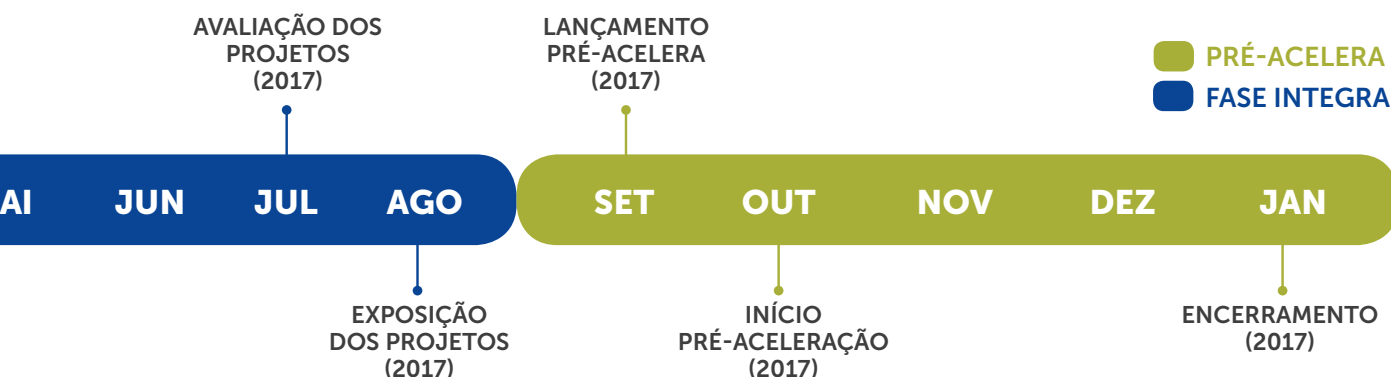 AVALIAÇÃO DOS
PROJETOS
(2017)
LANÇAMENTO
PRÉ-ACELERA
(2017)
PRÉ-ACELERA
FASE INTEGRA
AI JUN JUL AGO SET OUT NOV DEZ JAN
EXPOSIÇÃO
DOS PROJETOS
(2017)
INÍCIO
PRÉ-ACELERAÇÃO
(2017)
ENCERRAMENTO
(2017)